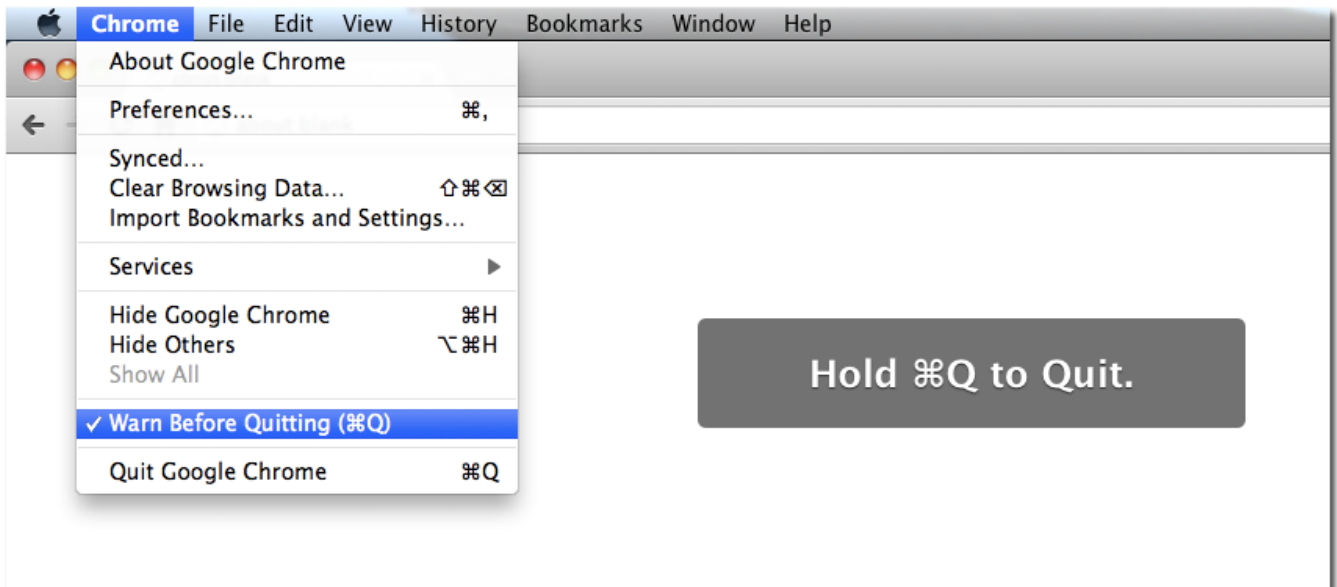 Chrome File Edit View History Bookmarks Window Help
About Google Chrome
Preferences... ⌘,
Synced...
Clear Browsing Data... ⇧⌘⌫
Import Bookmarks and Settings...
Services ▶
Hide Google Chrome ⌘H
Hide Others ⌥⌘H
Show All
✓ Warn Before Quitting (⌘Q)
Quit Google Chrome ⌘Q
Hold ⌘Q to Quit.